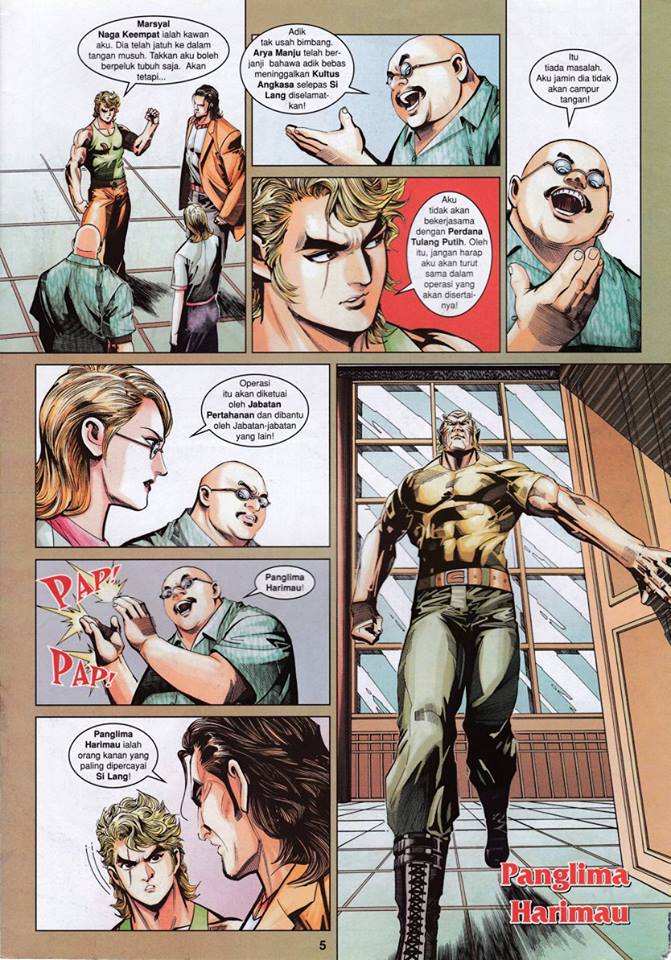 Marsyal
Naga Keempat ialah kawan
aku. Dia telah jatuh ke dalam
tangan musuh. Takkan aku boleh
berpeluk tubuh saja. Akan
tetapi...
Adik
tak usah bimbang.
Arya Manju telah ber-
janji bahawa adik bebas
meninggalkan Kultus
Angkasa selepas Si
Lang diselamat-
kan!
Itu
tiada masalah.
Aku jamin dia tidak
akan campur
tangan!
Aku
tidak akan
bekerjasama
dengan Perdana
Tulang Putih. Oleh
itu, jangan harap
aku akan turut
sama dalam
operasi yang
akan disertai-
nya!
Operasi
itu akan diketuai
oleh Jabatan
Pertahanan dan dibantu
oleh Jabatan-jabatan
yang lain!
PAP!
PAP!
Panglima
Harimau!
Panglima
Harimau ialah
orang kanan yang
paling dipercayai
Si Lang
Panglima
Harimau
5